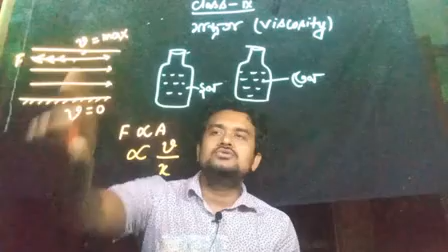 Class-IX
সান্দ্রতা (Viscosity)
v = max
F
v = 0
জল
তেল
F ∝ A
∝ v/x